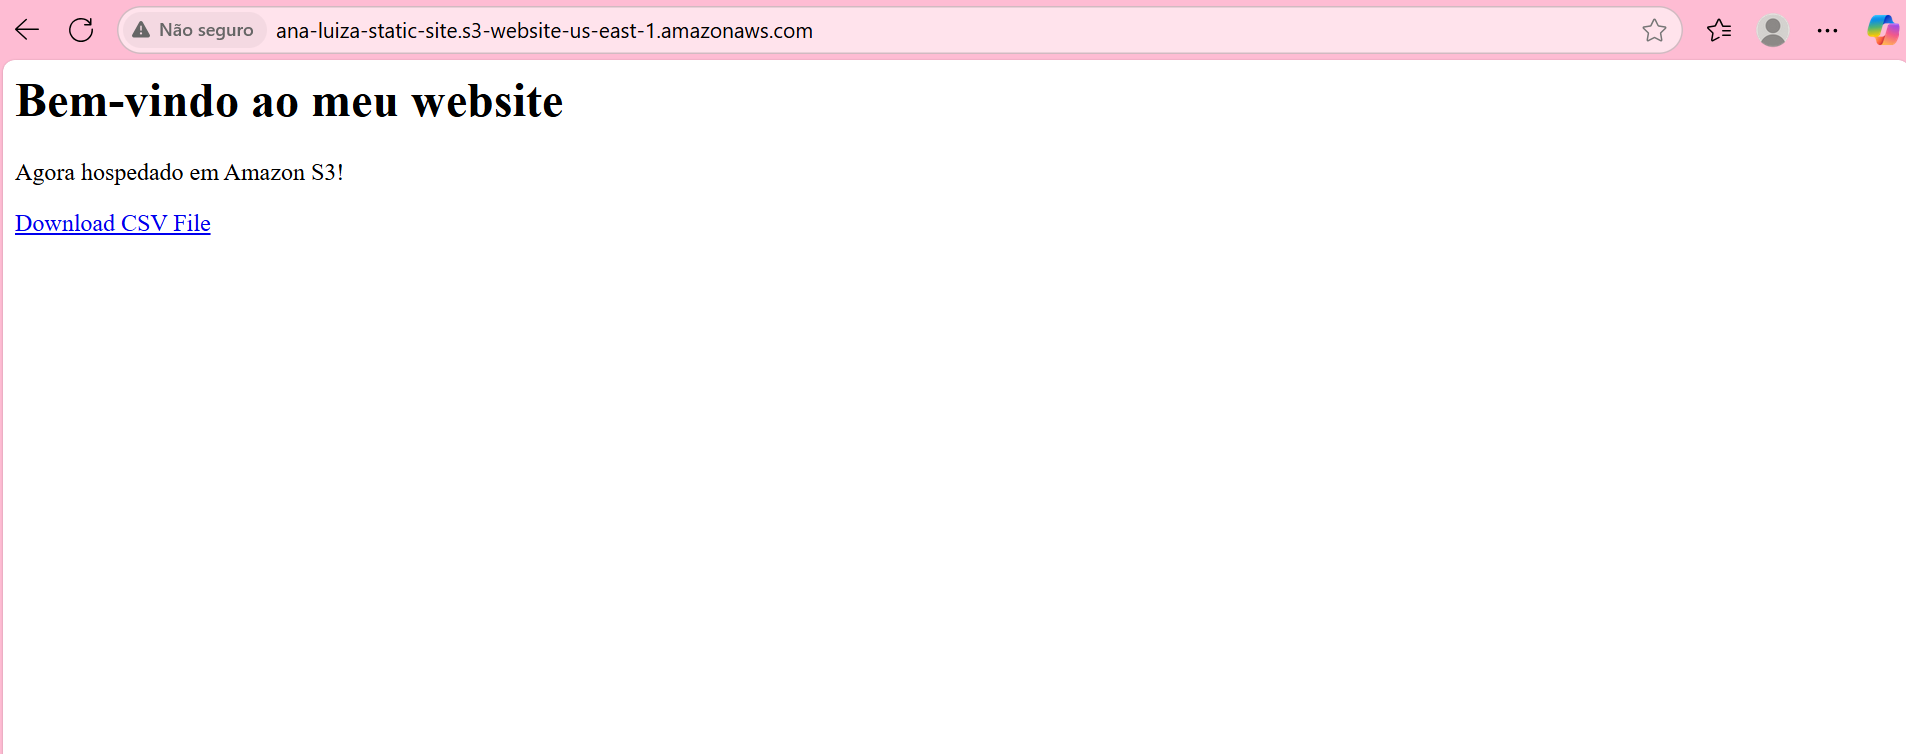 Não seguro ana-luiza-static-site.s3-website-us-east-1.amazonaws.com
Bem-vindo ao meu website
Agora hospedado em Amazon S3!
Download CSV File